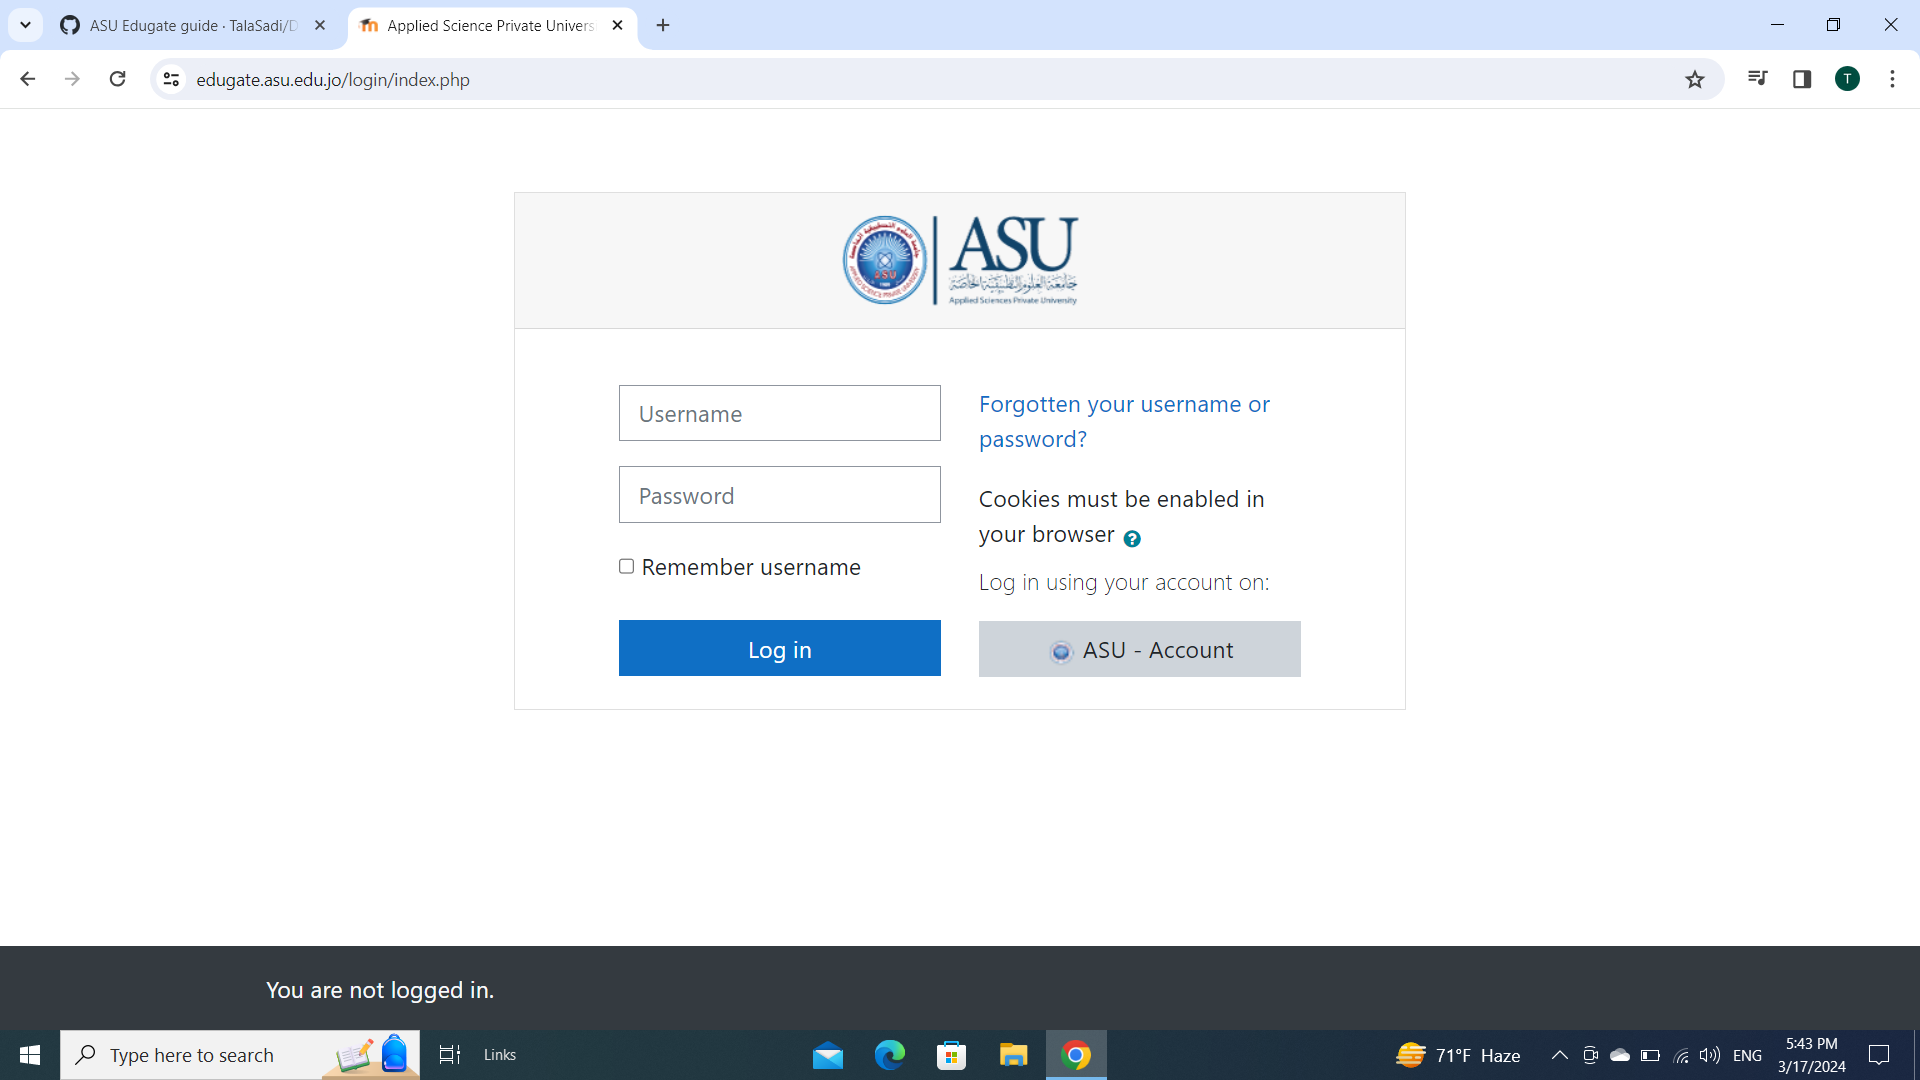 ASU Edugate guide · TalaSadi/D
Applied Science Private Univers
edugate.asu.edu.jo/login/index.php
T
ASU
جامعة العلوم التطبيقية الخاصة
Applied Sciences Private University
Username
Forgotten your username or
password?
Password
Cookies must be enabled in
your browser
Remember username
Log in using your account on:
Log in
ASU - Account
You are not logged in.
Type here to search
Links
71°F Haze
ENG
5:43 PM
3/17/2024